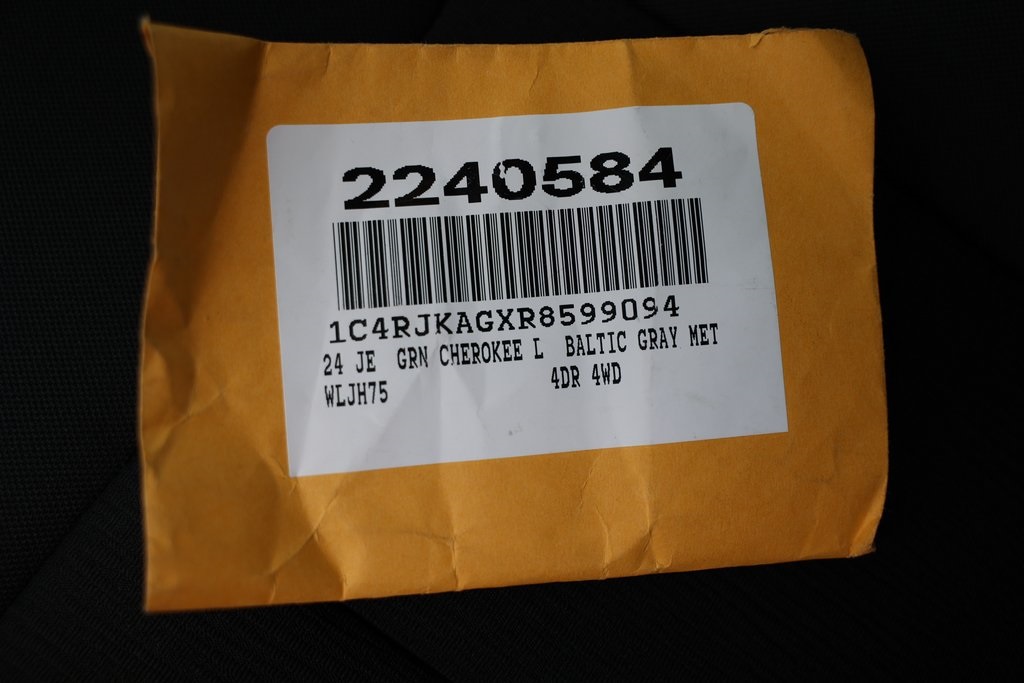 2240584
1C4RJKAGXR8599094
24 JE GRN CHEROKEE L BALTIC GRAY MET
WLJH75 4DR 4WD